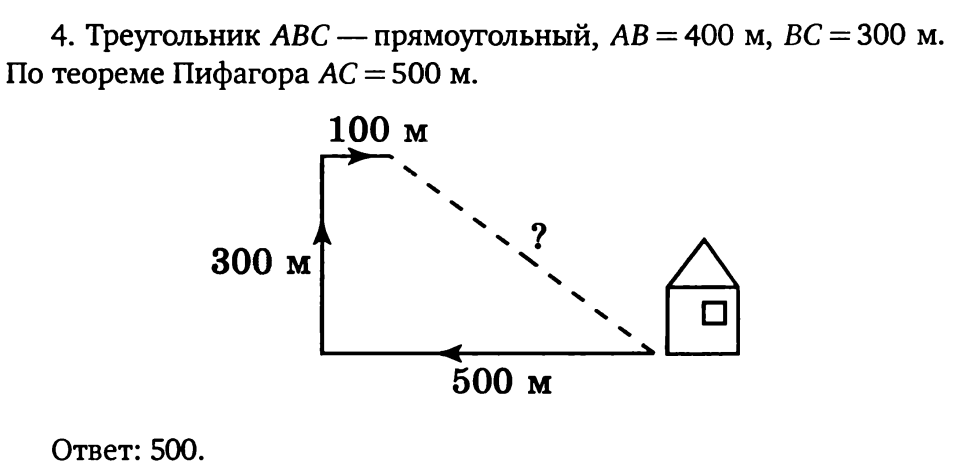 4. Треугольник ABC — прямоугольный, AB = 400 м, BC = 300 м.
По теореме Пифагора AC = 500 м.
100 м
?
300 м
500 м
Ответ: 500.